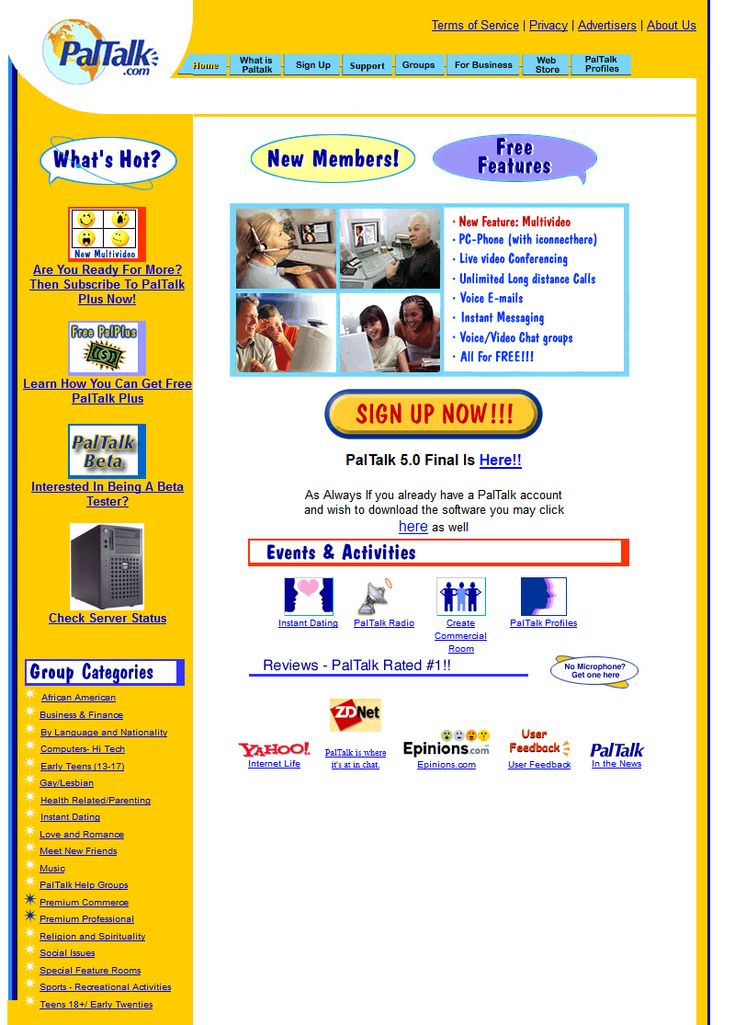 PalTalk
.com
Terms of Service | Privacy | Advertisers | About Us
Home
What is
Paltalk
Sign Up
Support
Groups
For Business
Web
Store
PalTalk
Profiles
What's Hot?
New Multivideo
Are You Ready For More?
Then Subscribe To PalTalk
Plus Now!
Free PalPlus
($)
Learn How You Can Get Free
PalTalk Plus
PalTalk
Beta
Interested In Being A Beta
Tester?
Check Server Status
Group Categories
African American
Business & Finance
By Language and Nationality
Computers- Hi Tech
Early Teens (13-17)
Gay/Lesbian
Health Related/Parenting
Instant Dating
Love and Romance
Meet New Friends
Music
PalTalk Help Groups
Premium Commerce
Premium Professional
Religion and Spirituality
Social Issues
Special Feature Rooms
Sports - Recreational Activities
Teens 18+/ Early Twenties
New Members!
Free
Features
· New Feature: Multivideo
· PC-Phone (with iconnecthere)
· Live video Conferencing
· Unlimited Long distance Calls
· Voice E-mails
· Instant Messaging
· Voice/Video Chat groups
· All For FREE!!!
SIGN UP NOW!!!
PalTalk 5.0 Final Is Here!!
As Always If you already have a PalTalk account
and wish to download the software you may click
here as well
Events & Activities
Instant Dating
PalTalk Radio
Create
Commercial
Room
PalTalk Profiles
Reviews - PalTalk Rated #1!!
No Microphone?
Get one here
YAHOO!
Internet Life
ZDNet
PalTalk is where
it's at in chat.
Epinions.com
Epinions.com
User
Feedback
User Feedback
PalTalk
In the News